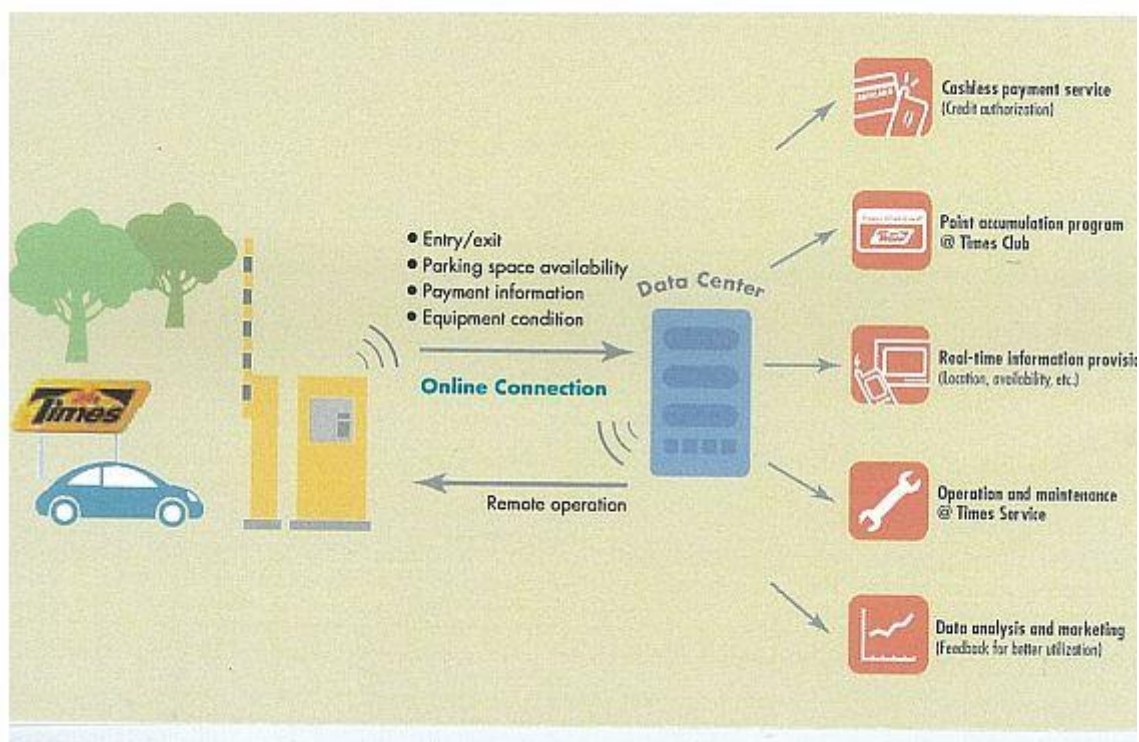 Times
• Entry/exit
• Parking space availability
• Payment information
• Equipment condition
Online Connection
Remote operation
Data Center
Cashless payment service
(Credit authorization)
Point accumulation program
@ Times Club
Real-time information provisio
(Location, availability, etc.)
Operation and maintenance
@ Times Service
Data analysis and marketing
(Feedback for better utilization)